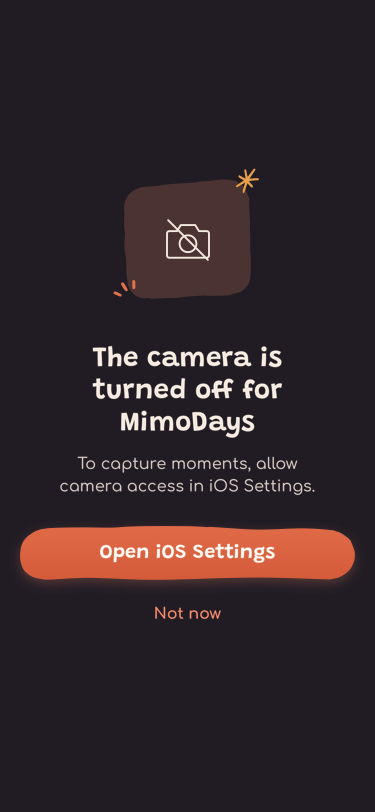 The camera is
turned off for
MimoDays
To capture moments, allow
camera access in iOS Settings.
Open iOS Settings
Not now